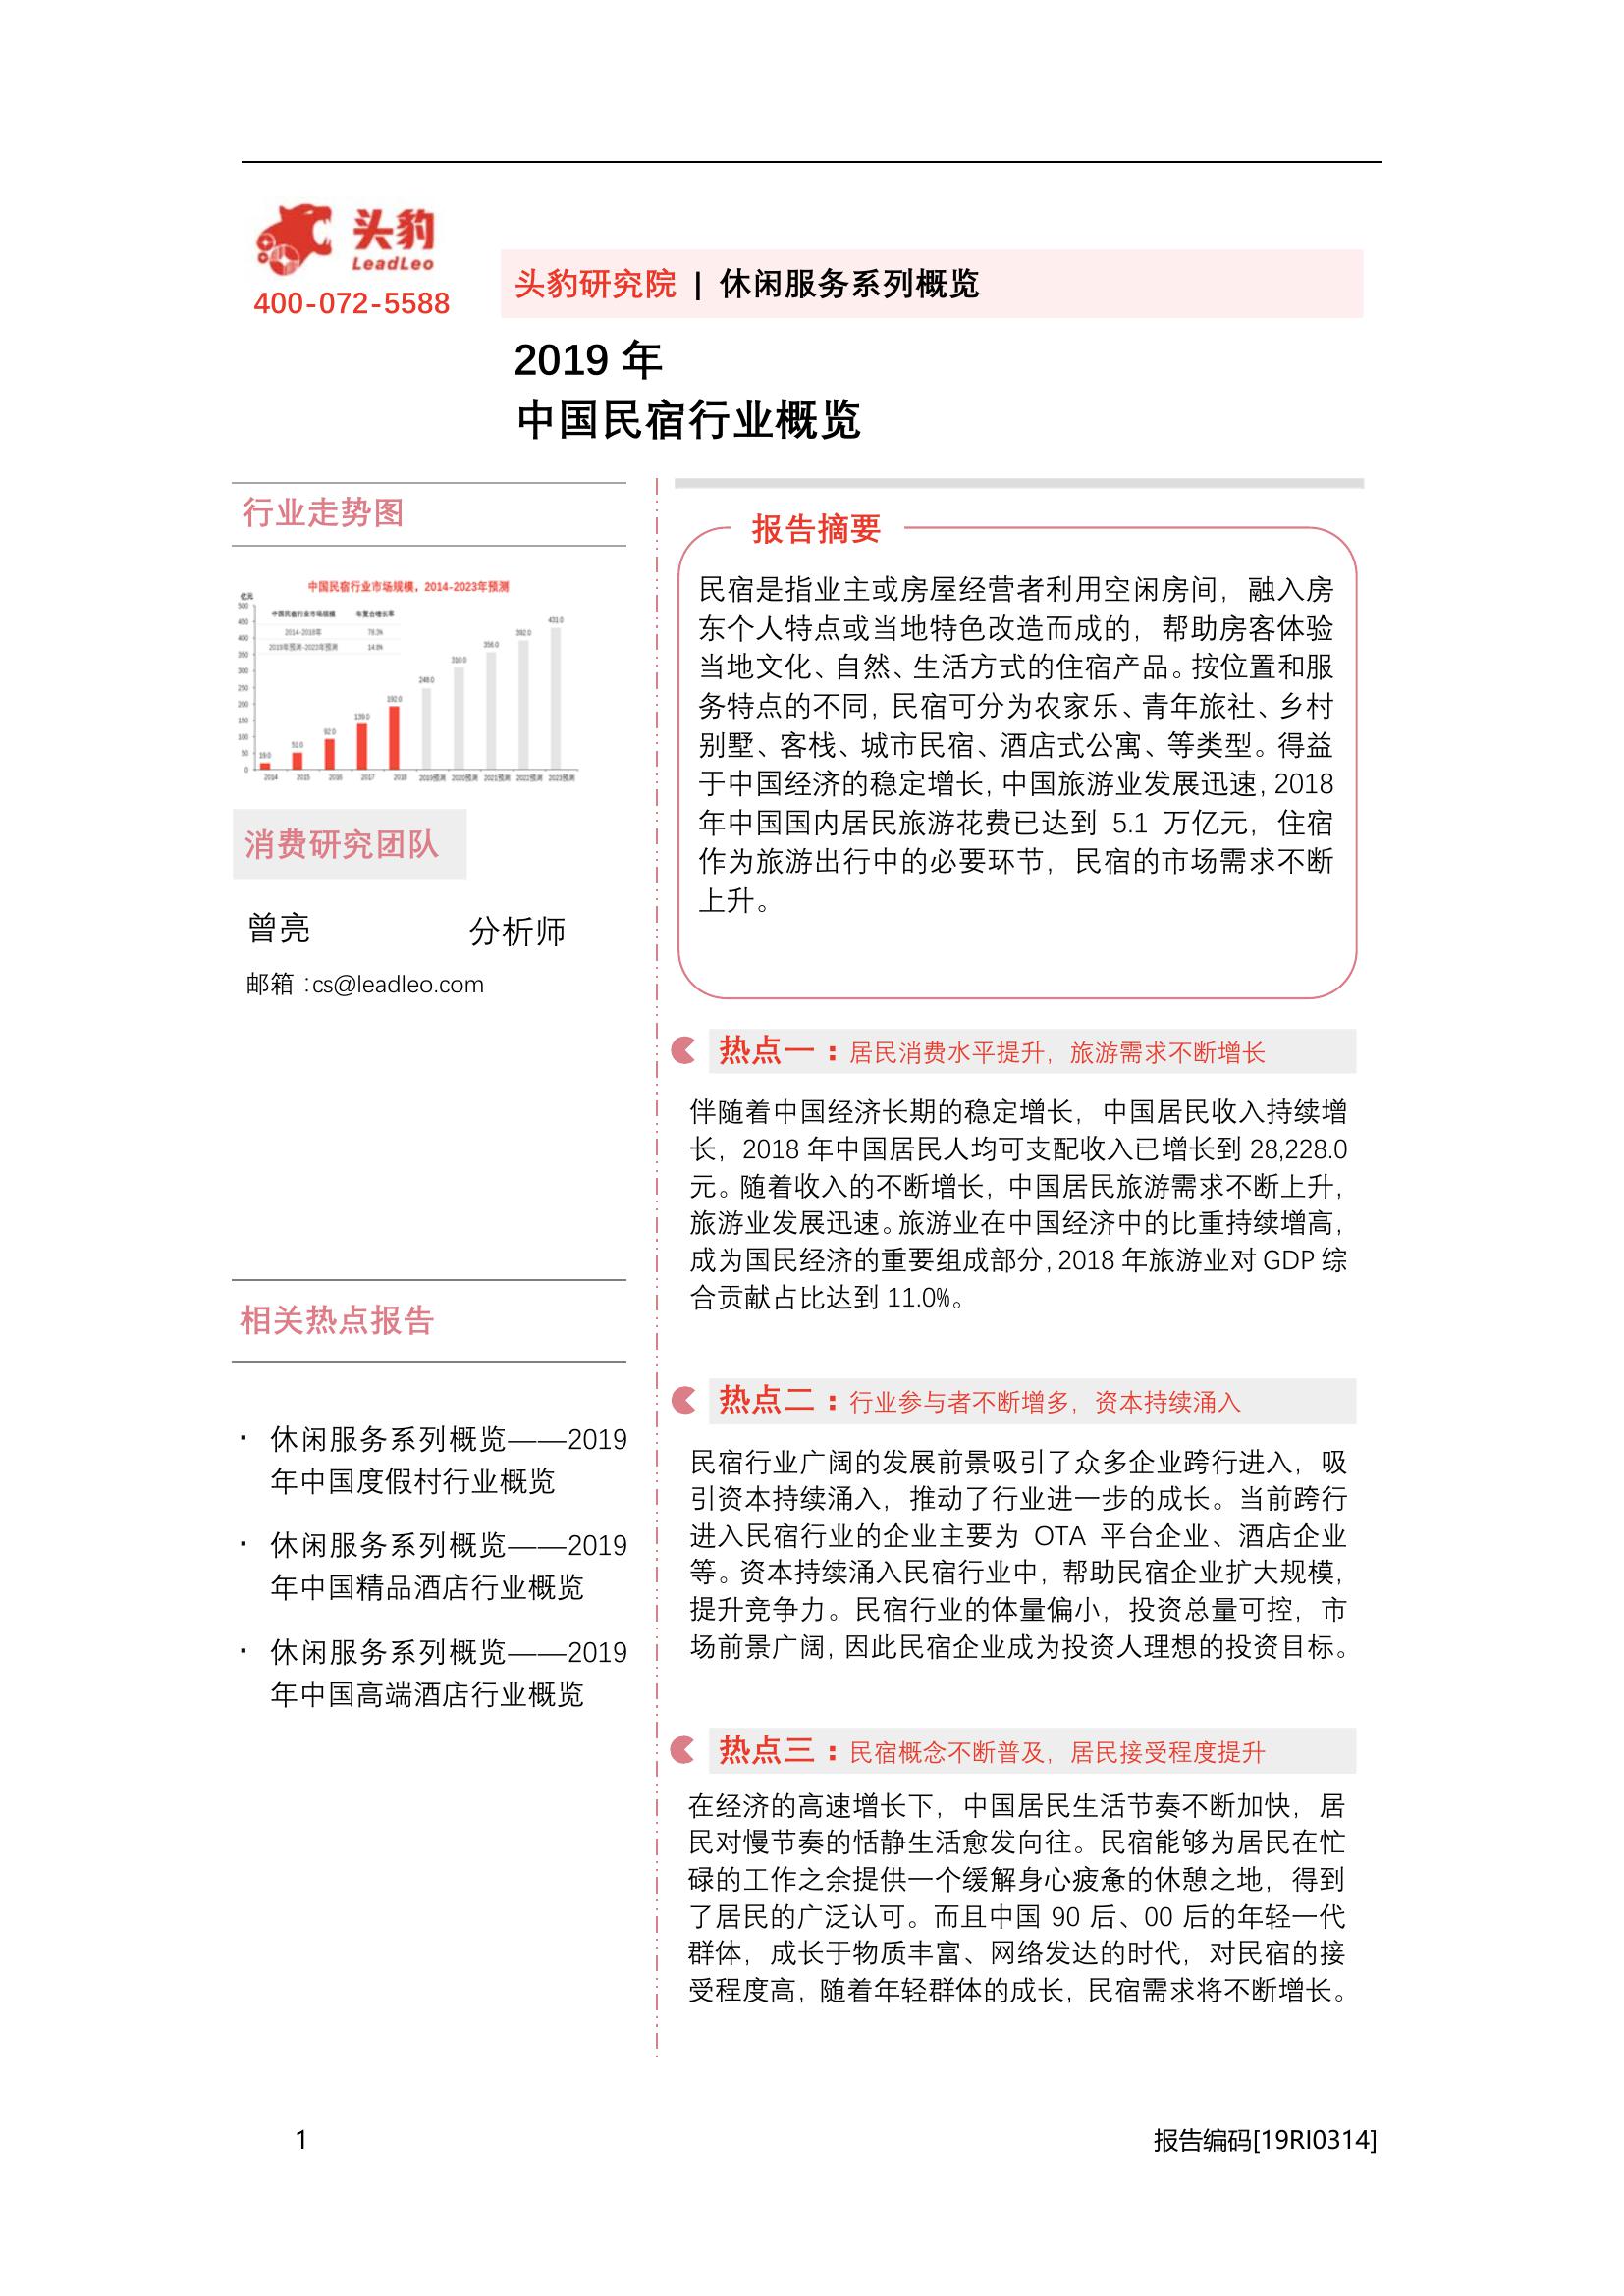 头豹
LeadLeo
400-072-5588
头豹研究院 | 休闲服务系列概览
2019 年
中国民宿行业概览
行业走势图
中国民宿行业市场规模，2014-2023年预测
亿元
中国民宿行业市场规模 年复合增长率
2014-2018年 78.3%
2019年预测-2023年预测 14.8%
500
450
400
350
300
250
200
150
100
50
0
19.0
51.0
92.0
139.0
192.0
248.0
310.0
356.0
392.0
431.0
2014 2015 2016 2017 2018 2019预测 2020预测 2021预测 2022预测 2023预测
消费研究团队
曾亮 分析师
邮箱：cs@leadleo.com
相关热点报告
· 休闲服务系列概览——2019
年中国度假村行业概览
· 休闲服务系列概览——2019
年中国精品酒店行业概览
· 休闲服务系列概览——2019
年中国高端酒店行业概览
报告摘要
民宿是指业主或房屋经营者利用空闲房间，融入房
东个人特点或当地特色改造而成的，帮助房客体验
当地文化、自然、生活方式的住宿产品。按位置和服
务特点的不同，民宿可分为农家乐、青年旅社、乡村
别墅、客栈、城市民宿、酒店式公寓、等类型。得益
于中国经济的稳定增长，中国旅游业发展迅速，2018
年中国国内居民旅游花费已达到 5.1 万亿元，住宿
作为旅游出行中的必要环节，民宿的市场需求不断
上升。
热点一：居民消费水平提升，旅游需求不断增长
伴随着中国经济长期的稳定增长，中国居民收入持续增
长，2018 年中国居民人均可支配收入已增长到 28,228.0
元。随着收入的不断增长，中国居民旅游需求不断上升，
旅游业发展迅速。旅游业在中国经济中的比重持续增高，
成为国民经济的重要组成部分，2018 年旅游业对 GDP 综
合贡献占比达到 11.0%。
热点二：行业参与者不断增多，资本持续涌入
民宿行业广阔的发展前景吸引了众多企业跨行进入，吸
引资本持续涌入，推动了行业进一步的成长。当前跨行
进入民宿行业的企业主要为 OTA 平台企业、酒店企业
等。资本持续涌入民宿行业中，帮助民宿企业扩大规模，
提升竞争力。民宿行业的体量偏小，投资总量可控，市
场前景广阔，因此民宿企业成为投资人理想的投资目标。
热点三：民宿概念不断普及，居民接受程度提升
在经济的高速增长下，中国居民生活节奏不断加快，居
民对慢节奏的恬静生活愈发向往。民宿能够为居民在忙
碌的工作之余提供一个缓解身心疲惫的休憩之地，得到
了居民的广泛认可。而且中国 90 后、00 后的年轻一代
群体，成长于物质丰富、网络发达的时代，对民宿的接
受程度高，随着年轻群体的成长，民宿需求将不断增长。
1
报告编码[19RI0314]